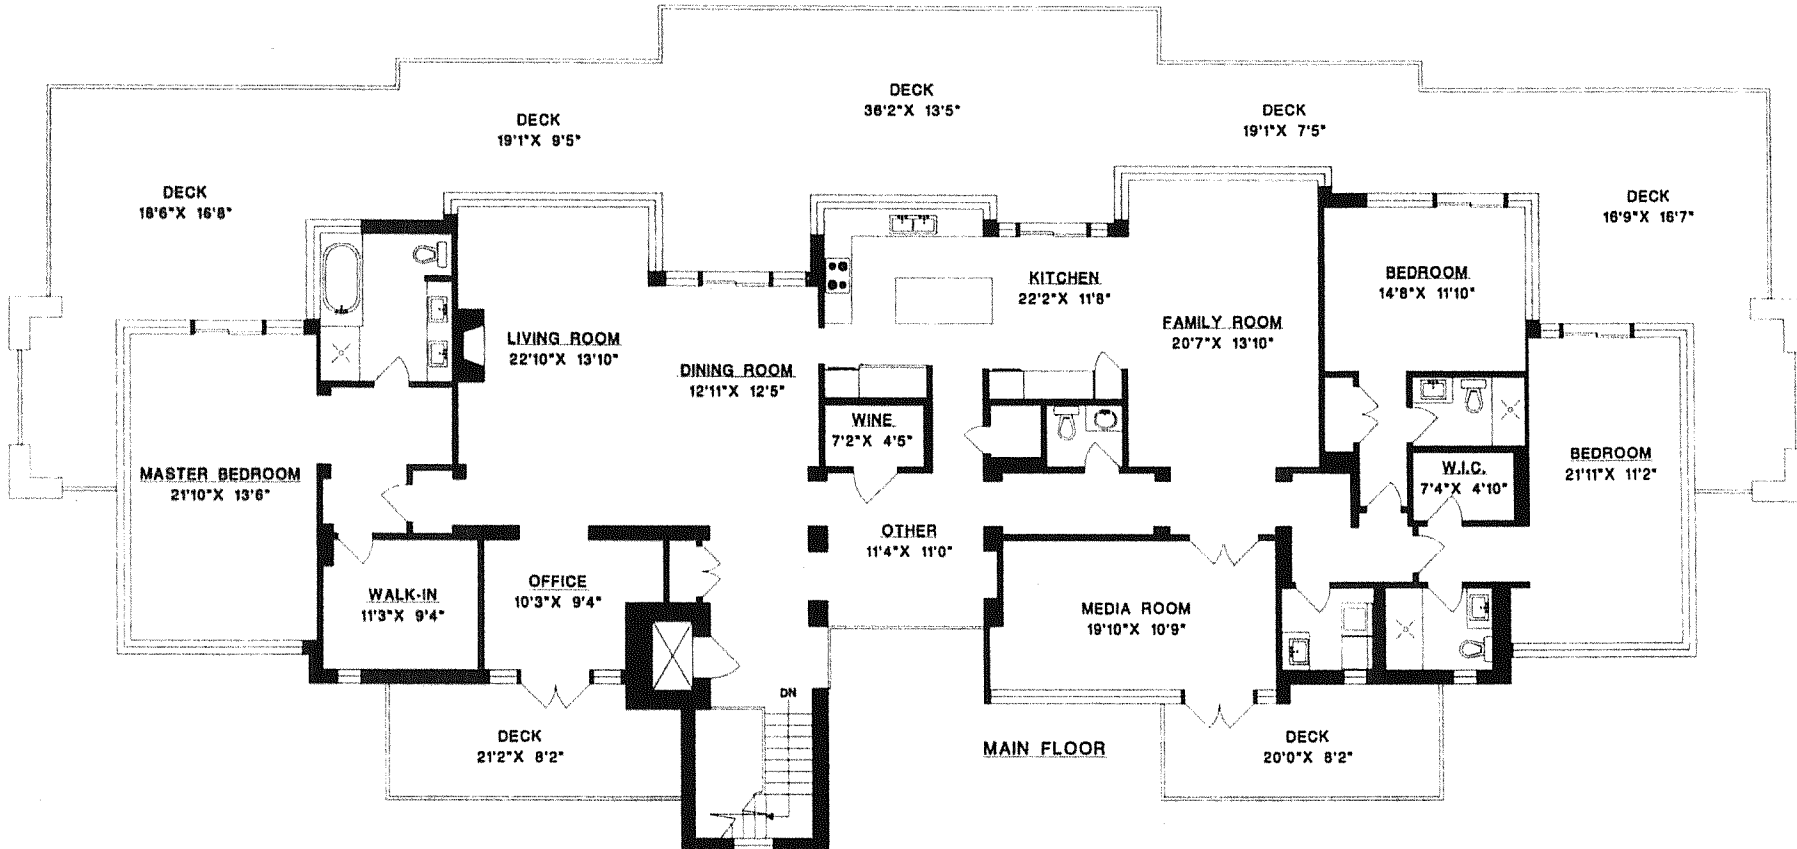 DECK
36'2"X 13'5"
DECK
19'1"X 9'5"
DECK
19'1"X 7'5"
DECK
18'6"X 16'8"
DECK
16'9"X 16'7"
KITCHEN
22'2"X 11'8"
BEDROOM
14'8"X 11'10"
LIVING ROOM
22'10"X 13'10"
FAMILY ROOM
20'7"X 13'10"
DINING ROOM
12'11"X 12'5"
WINE
7'2"X 4'5"
MASTER BEDROOM
21'10"X 13'6"
W.I.C.
7'4"X 4'10"
BEDROOM
21'11"X 11'2"
OTHER
11'4"X 11'0"
WALK-IN
11'3"X 9'4"
OFFICE
10'3"X 9'4"
MEDIA ROOM
19'10"X 10'9"
DN
DECK
21'2"X 8'2"
MAIN FLOOR
DECK
20'0"X 8'2"